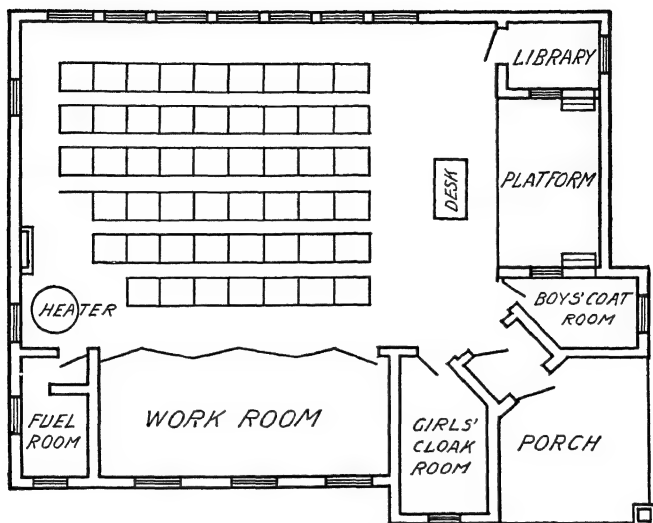 LIBRARY
PLATFORM
DESK
BOYS' COAT
ROOM
HEATER
FUEL
ROOM
WORK ROOM
GIRLS'
CLOAK
ROOM
PORCH